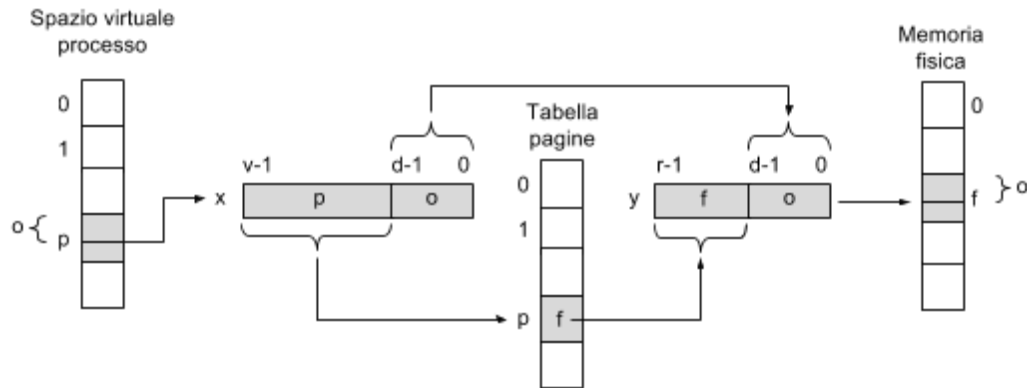 Spazio virtuale
processo
0
1
o
p
x
v-1
d-1
0
p
o
Tabella
pagine
0
1
p
f
y
r-1
d-1
0
f
o
Memoria
fisica
0
f
o